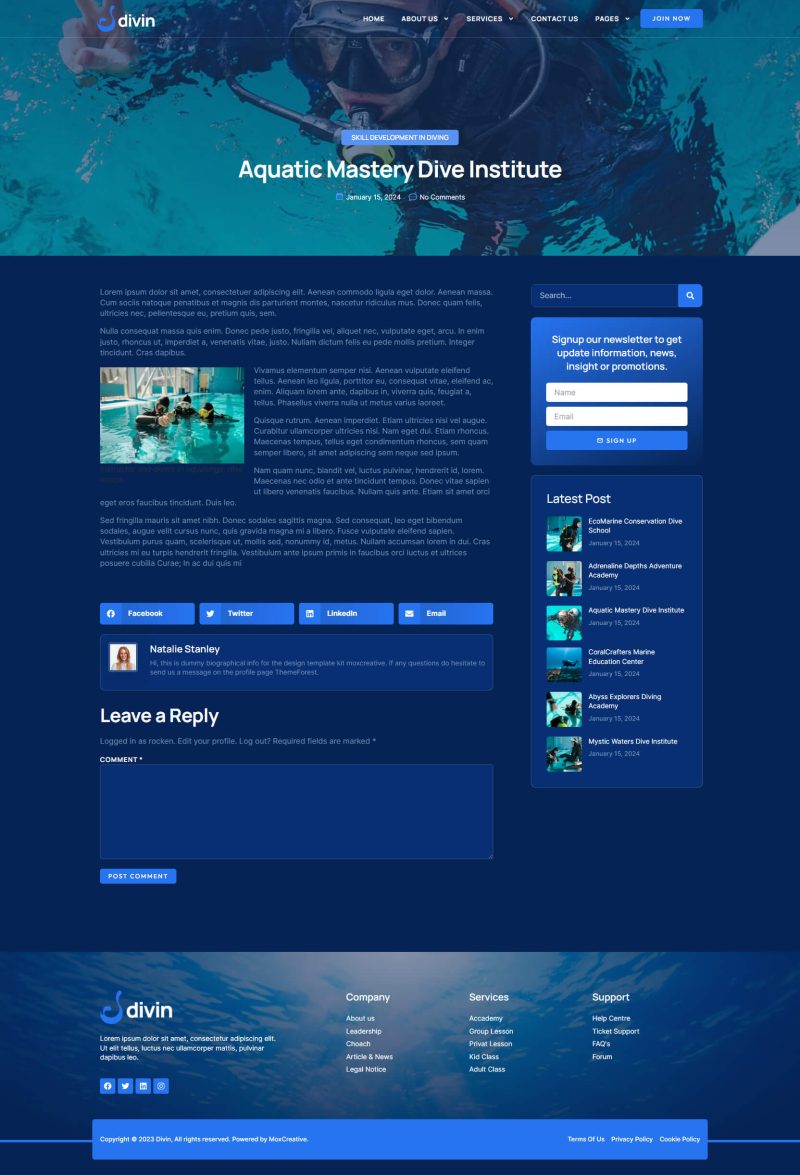 divin
HOME
ABOUT US
SERVICES
CONTACT US
PAGES
JOIN NOW
SKILL DEVELOPMENT IN DIVING
Aquatic Mastery Dive Institute
January 15, 2024
No Comments
Lorem ipsum dolor sit amet, consectetuer adipiscing elit. Aenean commodo ligula eget dolor. Aenean massa.
Cum sociis natoque penatibus et magnis dis parturient montes, nascetur ridiculus mus. Donec quam felis,
ultricies nec, pellentesque eu, pretium quis, sem.
Nulla consequat massa quis enim. Donec pede justo, fringilla vel, aliquet nec, vulputate eget, arcu. In enim
justo, rhoncus ut, imperdiet a, venenatis vitae, justo. Nullam dictum felis eu pede mollis pretium. Integer
tincidunt. Cras dapibus.
Vivamus elementum semper nisi. Aenean vulputate eleifend
tellus. Aenean leo ligula, porttitor eu, consequat vitae, eleifend ac,
enim. Aliquam lorem ante, dapibus in, viverra quis, feugiat a,
tellus. Phasellus viverra nulla ut metus varius laoreet.
Quisque rutrum. Aenean imperdiet. Etiam ultricies nisi vel augue.
Curabitur ullamcorper ultricies nisi. Nam eget dui. Etiam rhoncus.
Maecenas tempus, tellus eget condimentum rhoncus, sem quam
semper libero, sit amet adipiscing sem neque sed ipsum.
Nam quam nunc, blandit vel, luctus pulvinar, hendrerit id, lorem.
Maecenas nec odio et ante tincidunt tempus. Donec vitae sapien
ut libero venenatis faucibus. Nullam quis ante. Etiam sit amet orci
eget eros faucibus tincidunt. Duis leo.
Sed fringilla mauris sit amet nibh. Donec sodales sagittis magna. Sed consequat, leo eget bibendum
sodales, augue velit cursus nunc, quis gravida magna mi a libero. Fusce vulputate eleifend sapien.
Vestibulum purus quam, scelerisque ut, mollis sed, nonummy id, metus. Nullam accumsan lorem in dui. Cras
ultricies mi eu turpis hendrerit fringilla. Vestibulum ante ipsum primis in faucibus orci luctus et ultrices
posuere cubilia Curae; In ac dui quis mi
Facebook
Twitter
LinkedIn
Email
Natalie Stanley
Hi, this is dummy biographical info for the design template kit moxcreative. if any questions do hesitate to
send us a message on the profile page ThemeForest.
Leave a Reply
Logged in as rocken. Edit your profile. Log out? Required fields are marked *
COMMENT *
POST COMMENT
Search...
Signup our newsletter to get
update information, news,
insight or promotions.
Name
Email
SIGN UP
Latest Post
EcoMarine Conservation Dive
School
January 15, 2024
Adrenaline Depths Adventure
Academy
January 15, 2024
Aquatic Mastery Dive Institute
January 15, 2024
CoralCrafters Marine
Education Center
January 15, 2024
Abyss Explorers Diving
Academy
January 15, 2024
Mystic Waters Dive Institute
January 15, 2024
divin
Lorem ipsum dolor sit amet, consectetur adipiscing elit.
Ut elit tellus, luctus nec ullamcorper mattis, pulvinar
dapibus leo.
Company
About us
Leadership
Choach
Article & News
Legal Notice
Services
Accademy
Group Lesson
Privat Lesson
Kid Class
Adult Class
Support
Help Centre
Ticket Support
FAQ's
Forum
Copyright © 2023 Divin, All rights reserved. Powered by MoxCreative.
Terms Of Us
Privacy Policy
Cookie Policy